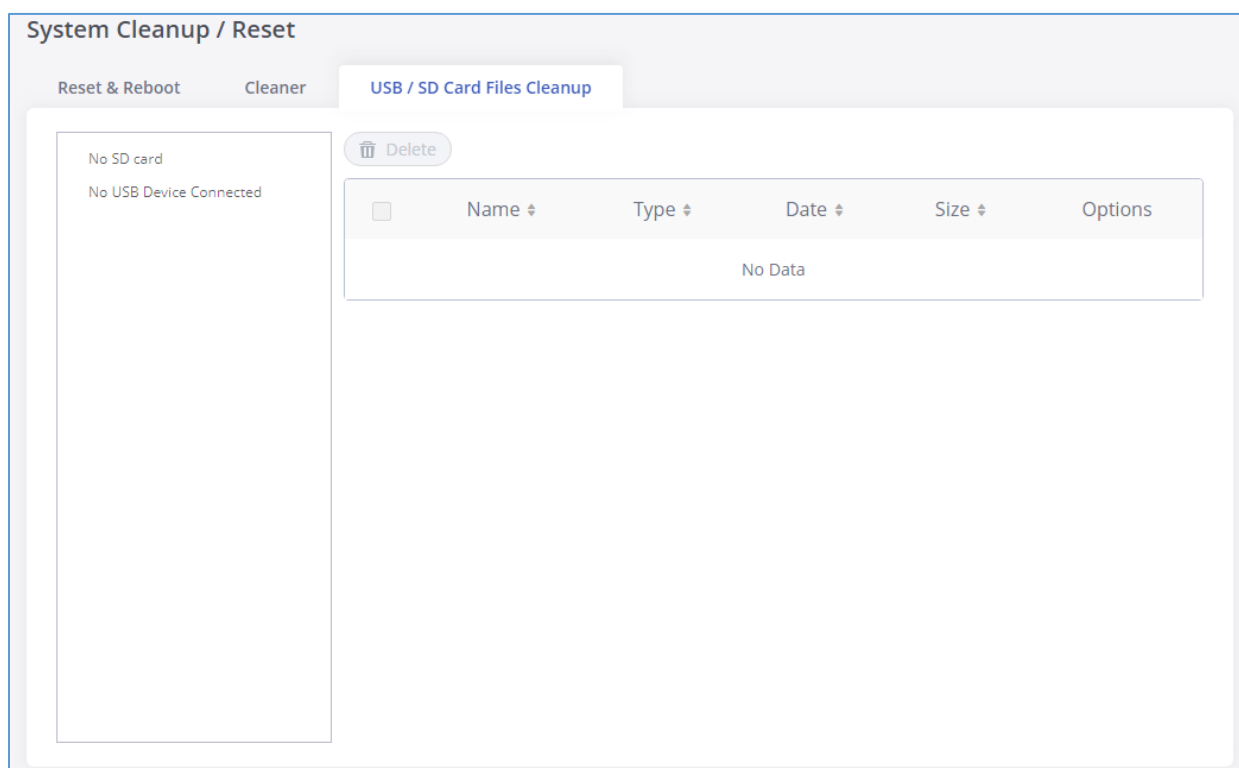 System Cleanup / Reset
Reset & Reboot Cleaner USB / SD Card Files Cleanup
No SD card
No USB Device Connected
Delete
Name Type Date Size Options
No Data